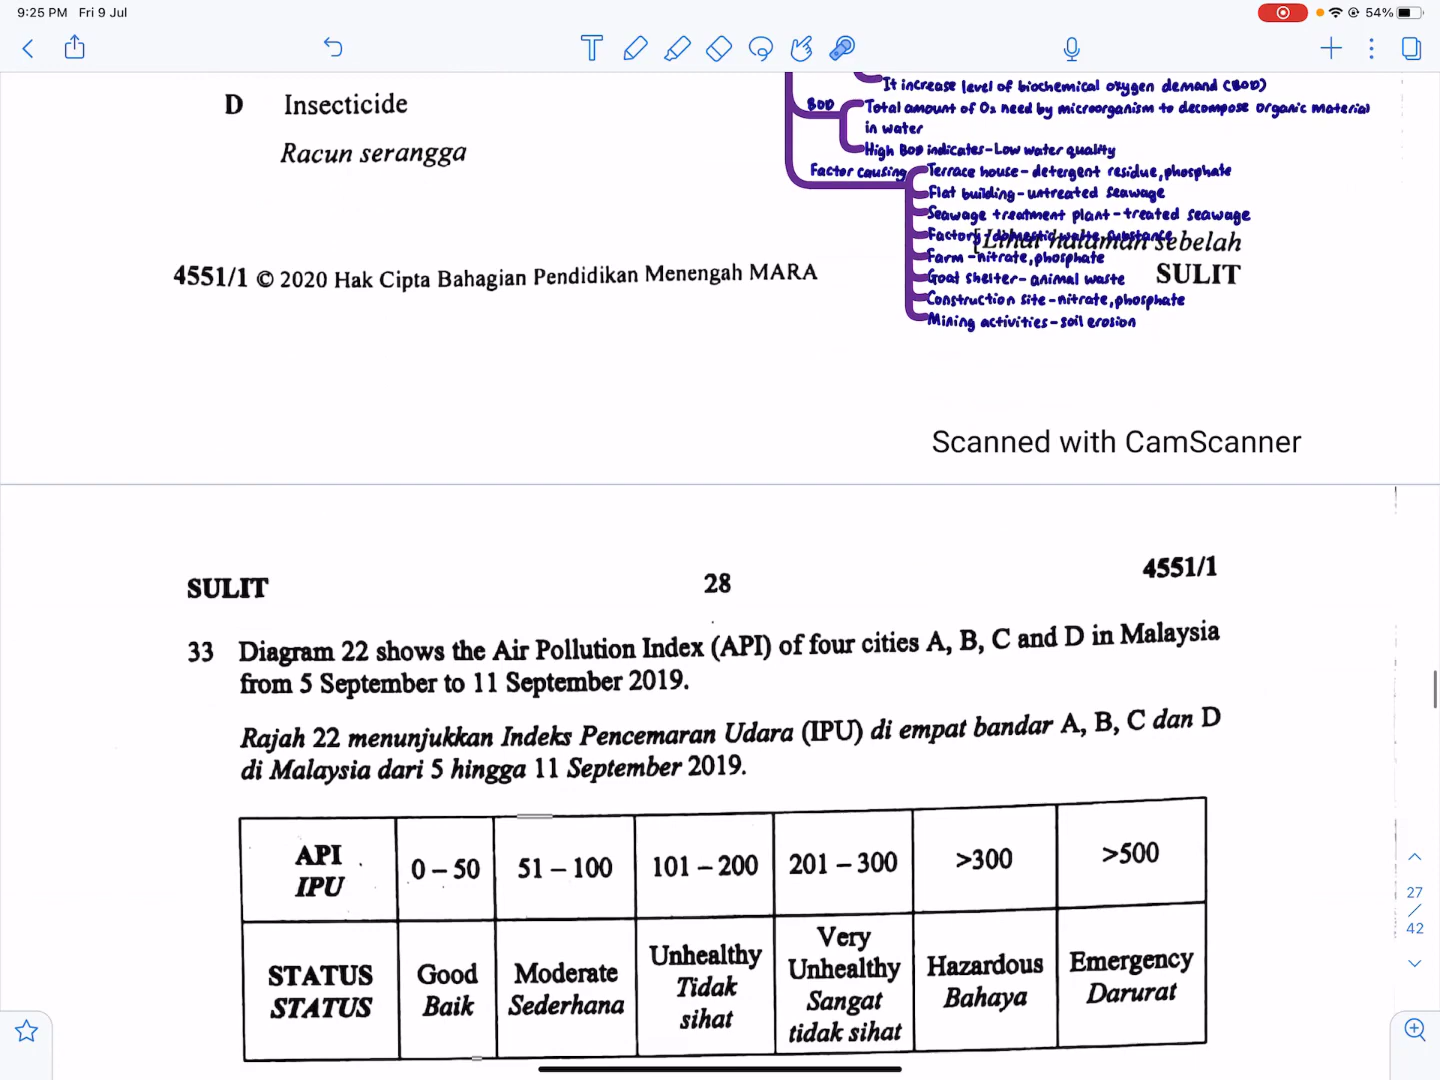 9:25 PM Fri 9 Jul
54%
It increase level of biochemical oxygen demand (BOD)
D Insecticide
BOD
Total amount of O₂ need by microorganism to decompose organic material
in water
Racun serangga
High BOD indicates-Low water quality
Factor causing
Terrace house-detergent residue, phosphate
Flat building-untreated seawage
Seawage treatment plant-treated seawage
Factory/domestic-waste substance
[Lihat halaman sebelah
Farm-nitrate, phosphate
4551/1 © 2020 Hak Cipta Bahagian Pendidikan Menengah MARA
SULIT
Goat shelter-animal waste
Construction site-nitrate, phosphate
Mining activities-soil erosion
Scanned with CamScanner
SULIT 28 4551/1
33 Diagram 22 shows the Air Pollution Index (API) of four cities A, B, C and D in Malaysia
from 5 September to 11 September 2019.
Rajah 22 menunjukkan Indeks Pencemaran Udara (IPU) di empat bandar A, B, C dan D
di Malaysia dari 5 hingga 11 September 2019.
API
IPU
0 – 50
51 – 100
101 – 200
201 – 300
>300
>500
STATUS
STATUS
Good
Baik
Moderate
Sederhana
Unhealthy
Tidak
sihat
Very
Unhealthy
Sangat
tidak sihat
Hazardous
Bahaya
Emergency
Darurat
27
/
42